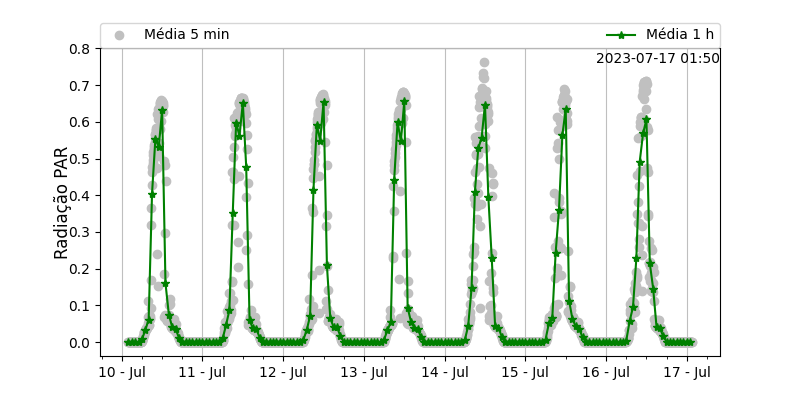 Média 5 min
Média 1 h
2023-07-17 01:50
Radiação PAR
0.8
0.7
0.6
0.5
0.4
0.3
0.2
0.1
0.0
10 - Jul
11 - Jul
12 - Jul
13 - Jul
14 - Jul
15 - Jul
16 - Jul
17 - Jul